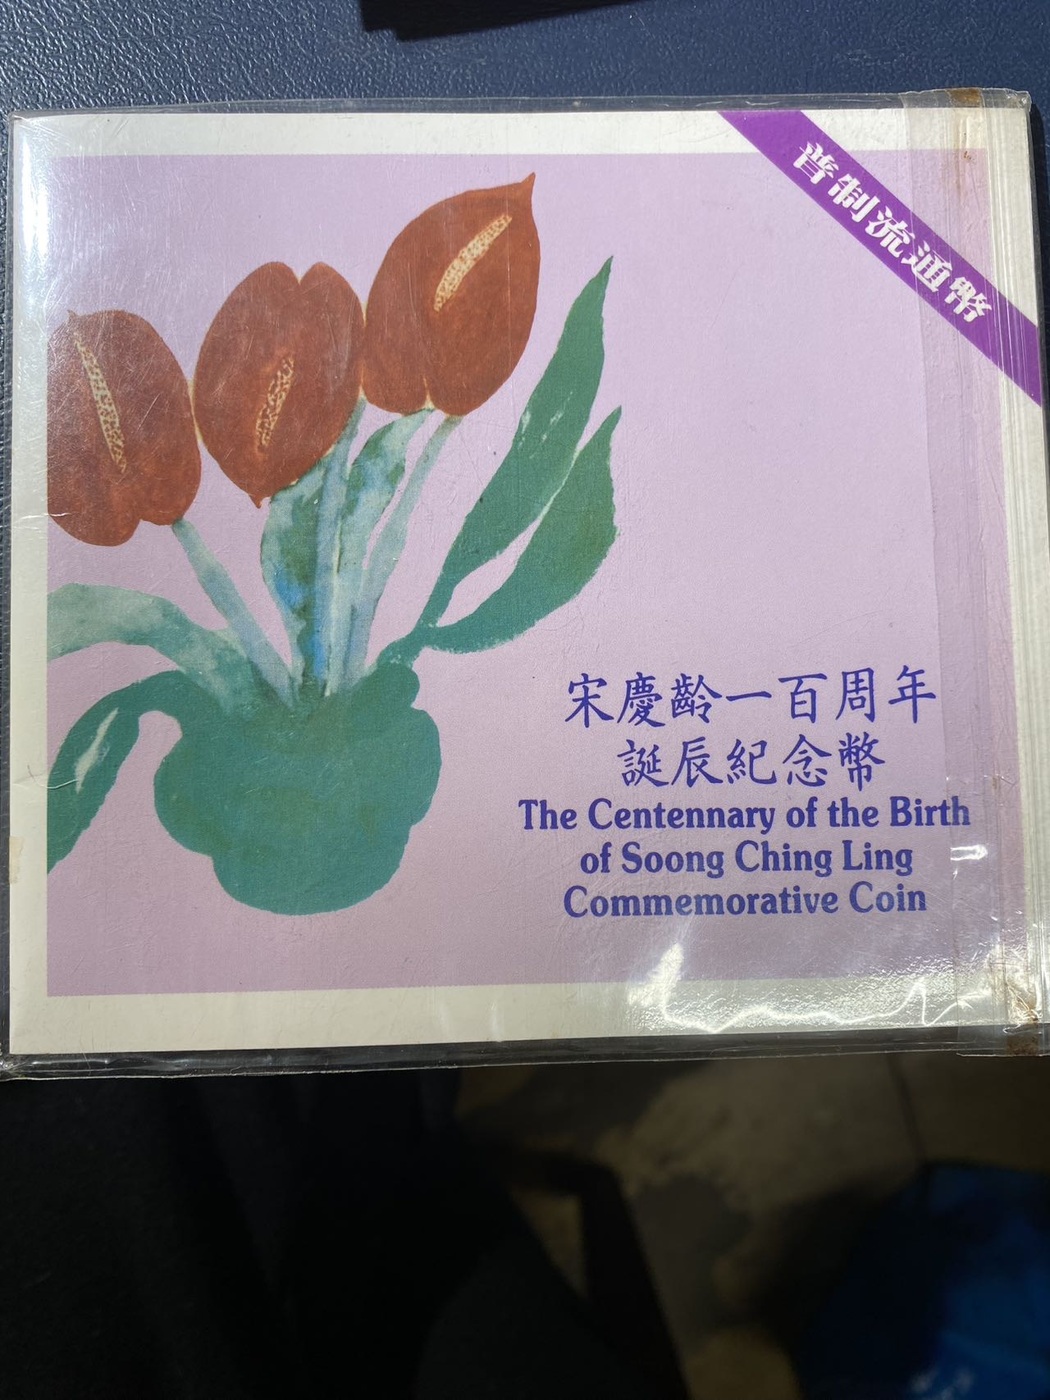 普制流通幣
宋慶齡一百周年
誕辰紀念幣
The Centennary of the Birth
of Soong Ching Ling
Commemorative Coin